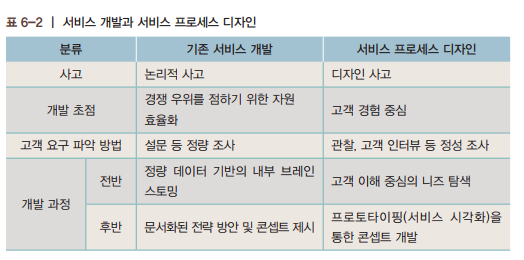 표 6-2 ｜ 서비스 개발과 서비스 프로세스 디자인
분류 기존 서비스 개발 서비스 프로세스 디자인
사고 논리적 사고 디자인 사고
개발 초점 경쟁 우위를 점하기 위한 자원
효율화 고객 경험 중심
고객 요구 파악 방법 설문 등 정량 조사 관찰, 고객 인터뷰 등 정성 조사
개발 과정 전반 정량 데이터 기반의 내부 브레인
스토밍 고객 이해 중심의 니즈 탐색
후반 문서화된 전략 방안 및 콘셉트 제시 프로토타이핑(서비스 시각화)을
통한 콘셉트 개발